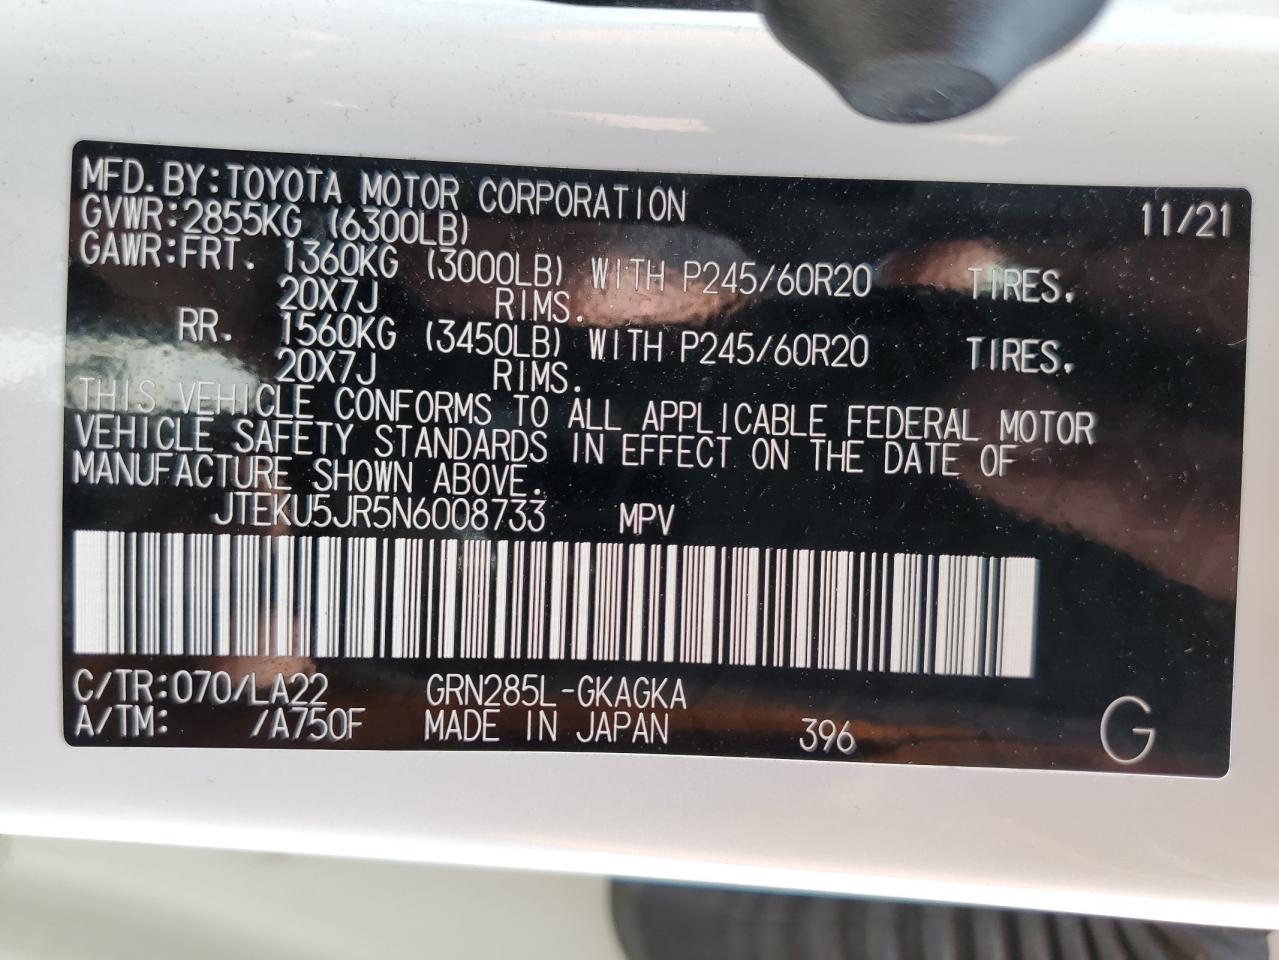 MFD.BY:TOYOTA MOTOR CORPORATION 11/21
GVWR:2855KG (6300LB)
GAWR:FRT. 1360KG (3000LB) WITH P245/60R20 TIRES.
20X7J RIMS.
RR. 1560KG (3450LB) WITH P245/60R20 TIRES.
20X7J RIMS.
THIS VEHICLE CONFORMS TO ALL APPLICABLE FEDERAL MOTOR
VEHICLE SAFETY STANDARDS IN EFFECT ON THE DATE OF
MANUFACTURE SHOWN ABOVE.
JTEKU5JR5N6008733 MPV
C/TR:070/LA22 GRN285L-GKAGKA
A/TM: /A750F MADE IN JAPAN 396 G